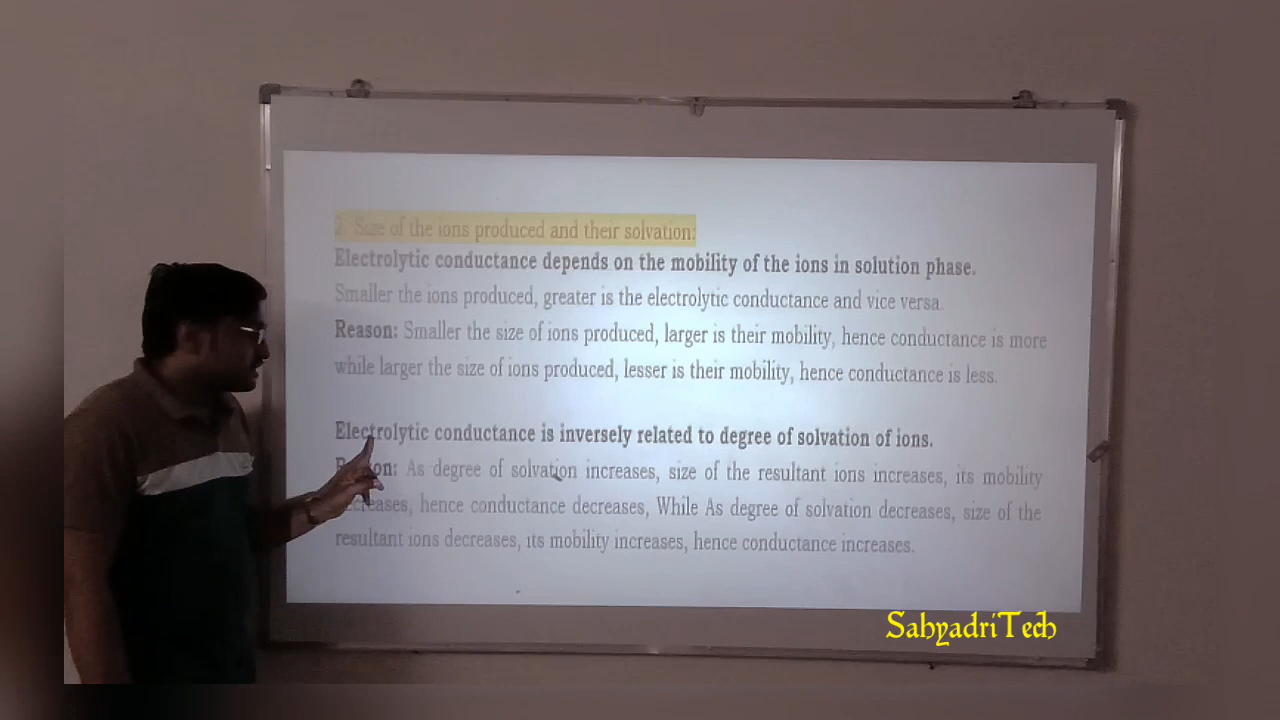 2. Size of the ions produced and their solvation:
Electrolytic conductance depends on the mobility of the ions in solution phase.
Smaller the ions produced, greater is the electrolytic conductance and vice versa.
Reason: Smaller the size of ions produced, larger is their mobility, hence conductance is more
while larger the size of ions produced, lesser is their mobility, hence conductance is less.
Electrolytic conductance is inversely related to degree of solvation of ions.
As degree of solvation increases, size of the resultant ions increases, its mobility
hence conductance decreases, While As degree of solvation decreases, size of the
resultant ions decreases, its mobility increases, hence conductance increases.
SahyadriTech